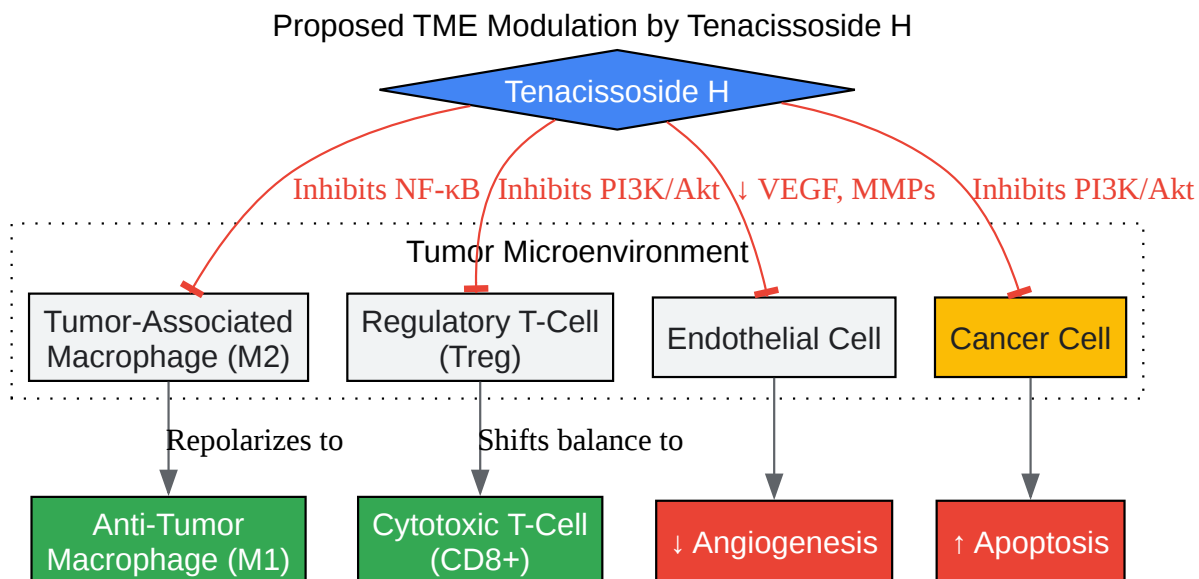 Proposed TME Modulation by Tenacissoside H
Tenacissoside H
Inhibits NF-κB
Inhibits PI3K/Akt
↓ VEGF, MMPs
Inhibits PI3K/Akt
Tumor Microenvironment
Tumor-Associated
Macrophage (M2)
Regulatory T-Cell
(Treg)
Endothelial Cell
Cancer Cell
Repolarizes to
Shifts balance to
Anti-Tumor
Macrophage (M1)
Cytotoxic T-Cell
(CD8+)
↓ Angiogenesis
↑ Apoptosis